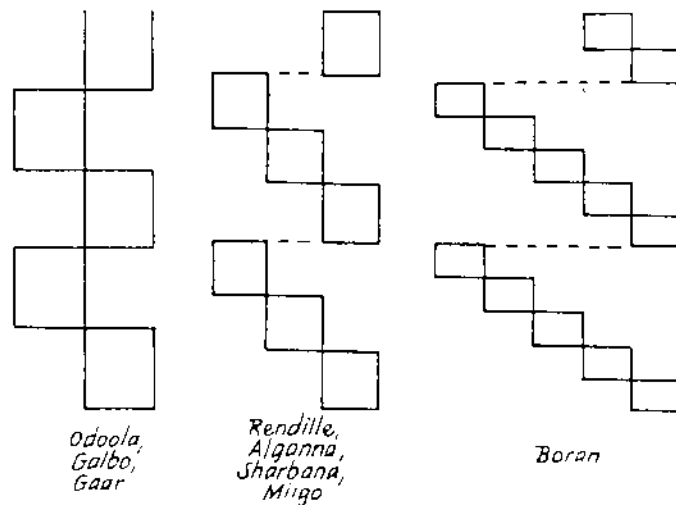 Odoola,
Galbo,
Gaar
Rendille,
Alganna,
Sharbana,
Miigo
Boran